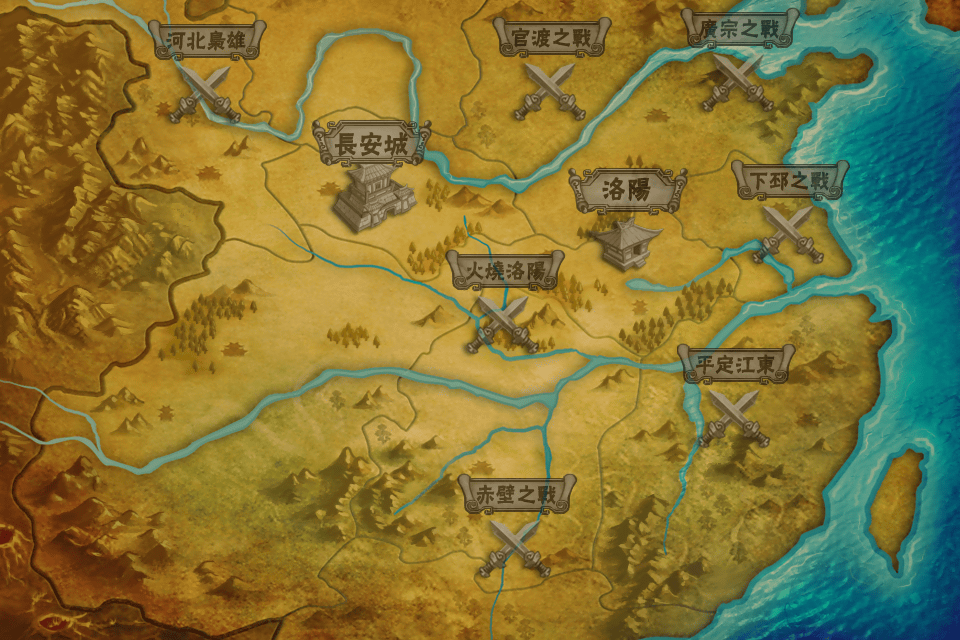 河北梟雄
官渡之戰
廣宗之戰
長安城
洛陽
下邳之戰
火燒洛陽
平定江東
赤壁之戰